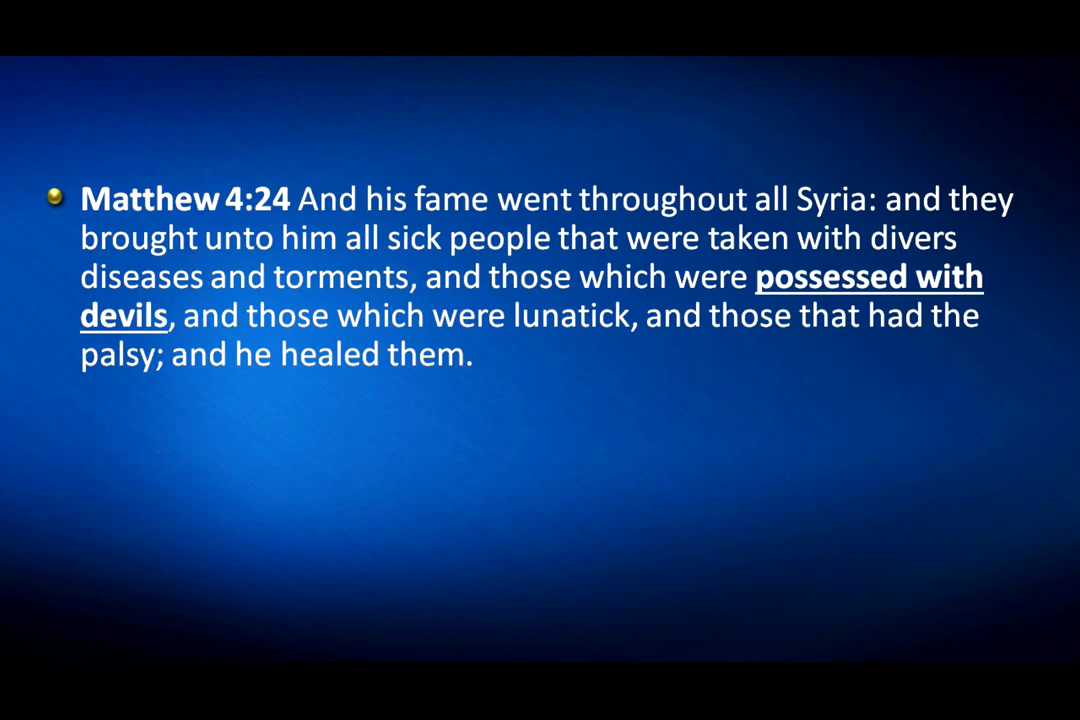 Matthew 4:24 And his fame went throughout all Syria: and they
brought unto him all sick people that were taken with divers
diseases and torments, and those which were possessed with
devils, and those which were lunatick, and those that had the
palsy; and he healed them.